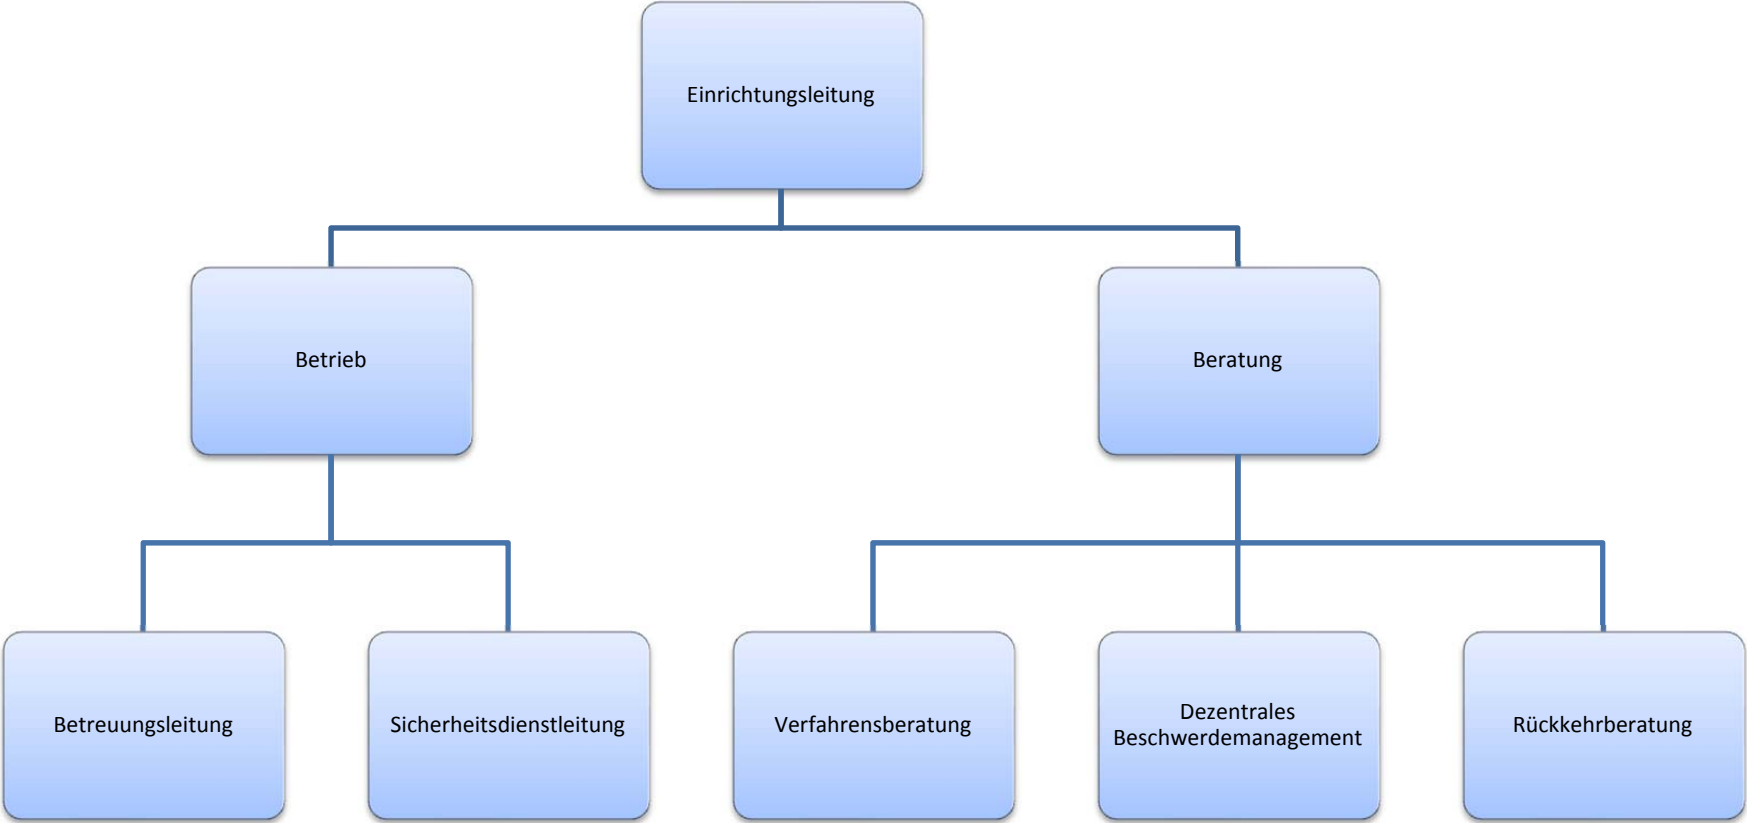 Einrichtungsleitung
Betrieb
Beratung
Betreuungsleitung
Sicherheitsdienstleitung
Verfahrensberatung
Dezentrales
Beschwerdemanagement
Rückkehrberatung